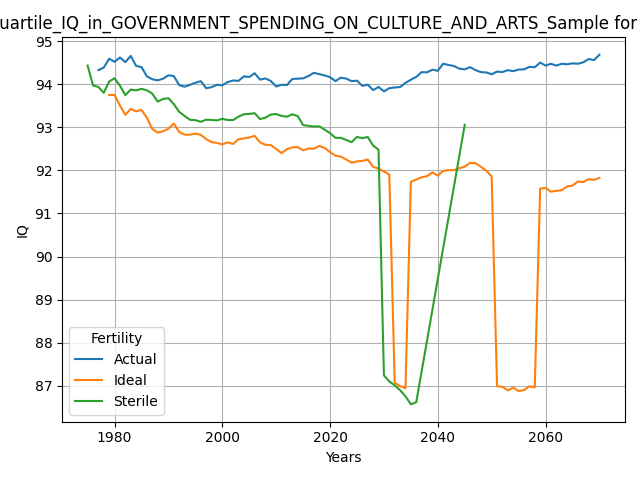 uartile_IQ_in_GOVERNMENT_SPENDING_ON_CULTURE_AND_ARTS_Sample for
95
94
93
92
91
90
89
88
87
IQ
Fertility
Actual
Ideal
Sterile
1980 2000 2020 2040 2060
Years